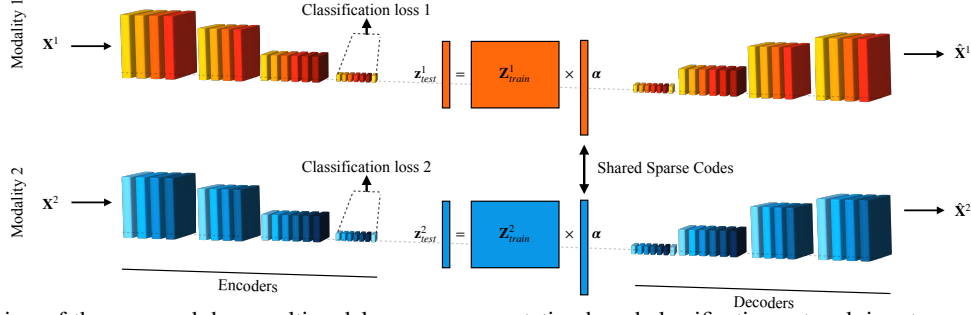 Modality 1
X¹
Classification loss 1
z¹test = Z¹train × α
X̂¹
Shared Sparse Codes
Modality 2
X²
Classification loss 2
z²test = Z²train × α
X̂²
Encoders
Decoders